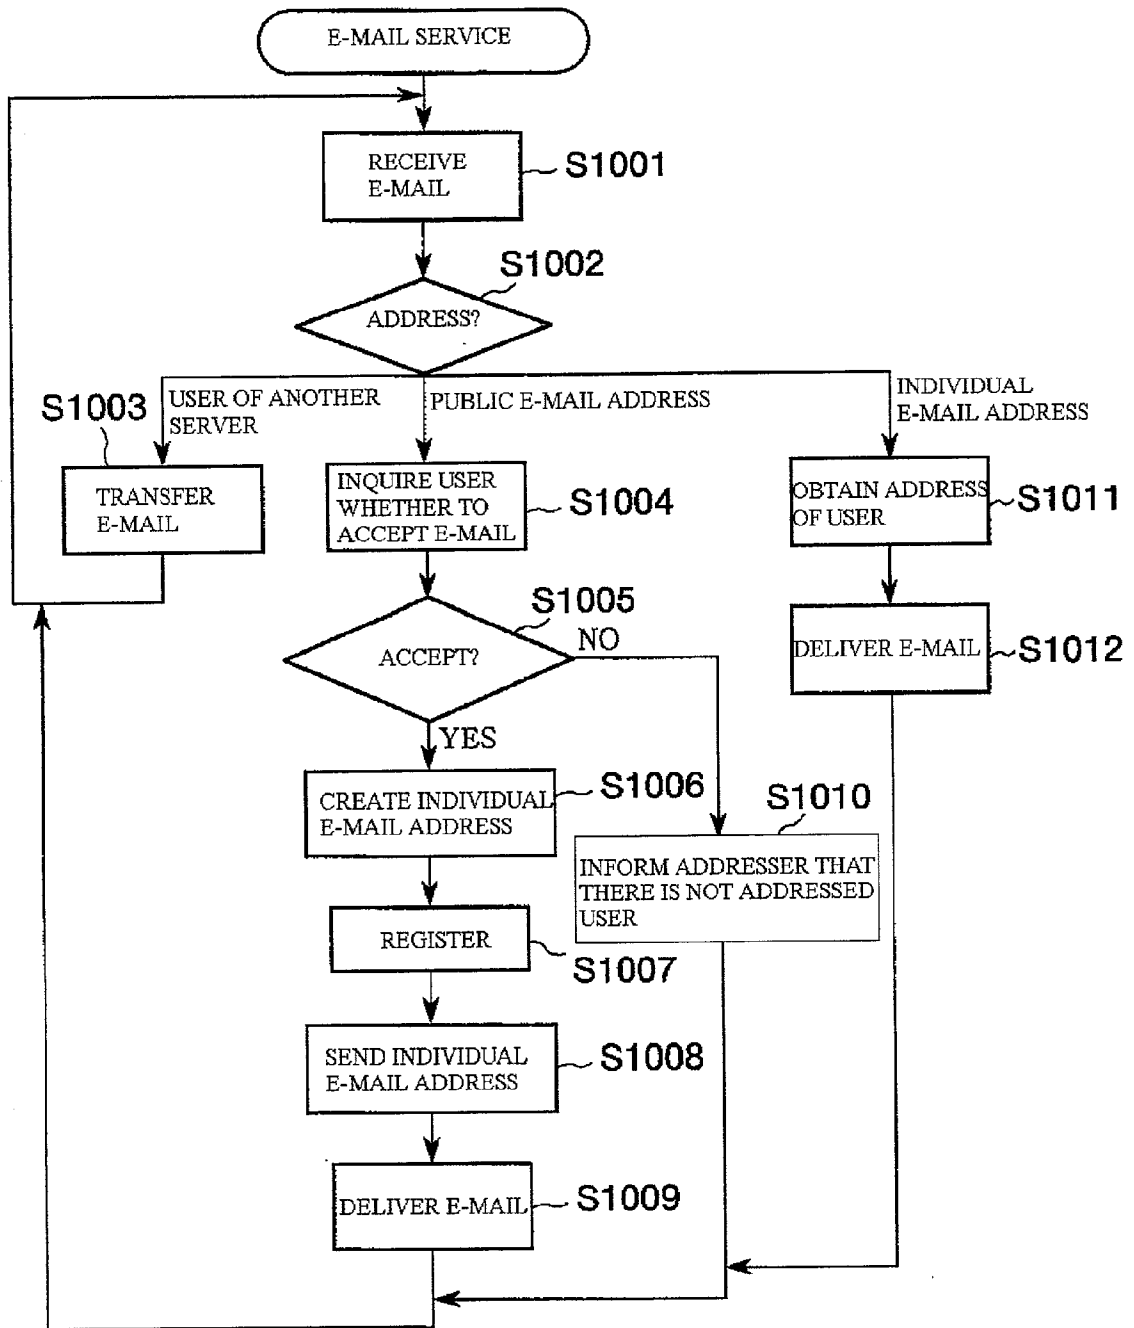 E-MAIL SERVICE
RECEIVE
E-MAIL
S1001
S1002
ADDRESS?
S1003
USER OF ANOTHER
SERVER
PUBLIC E-MAIL ADDRESS
INDIVIDUAL
E-MAIL ADDRESS
TRANSFER
E-MAIL
INQUIRE USER
WHETHER TO
ACCEPT E-MAIL
S1004
OBTAIN ADDRESS
OF USER
S1011
S1005
ACCEPT?
NO
DELIVER E-MAIL
S1012
YES
CREATE INDIVIDUAL
E-MAIL ADDRESS
S1006
S1010
INFORM ADDRESSER THAT
THERE IS NOT ADDRESSED
USER
REGISTER
S1007
SEND INDIVIDUAL
E-MAIL ADDRESS
S1008
DELIVER E-MAIL
S1009